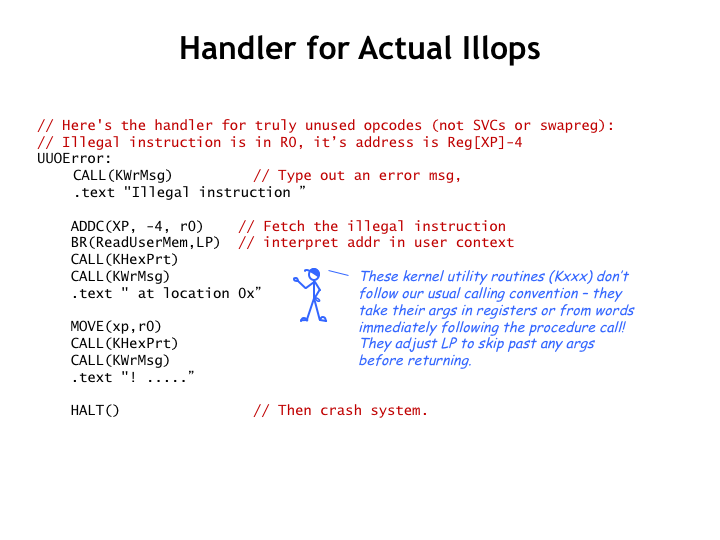 Handler for Actual Illops
// Here's the handler for truly unused opcodes (not SVCs or swapreg):
// Illegal instruction is in R0, it’s address is Reg[XP]-4
UUOError:
CALL(KWrMsg) // Type out an error msg,
.text "Illegal instruction ”
ADDC(XP, -4, r0) // Fetch the illegal instruction
BR(ReadUserMem,LP) // interpret addr in user context
CALL(KHexPrt)
CALL(KWrMsg)
.text " at location 0x”
MOVE(xp,r0)
CALL(KHexPrt)
CALL(KWrMsg)
.text "! .....”
HALT() // Then crash system.
These kernel utility routines (Kxxx) don’t
follow our usual calling convention – they
take their args in registers or from words
immediately following the procedure call!
They adjust LP to skip past any args
before returning.